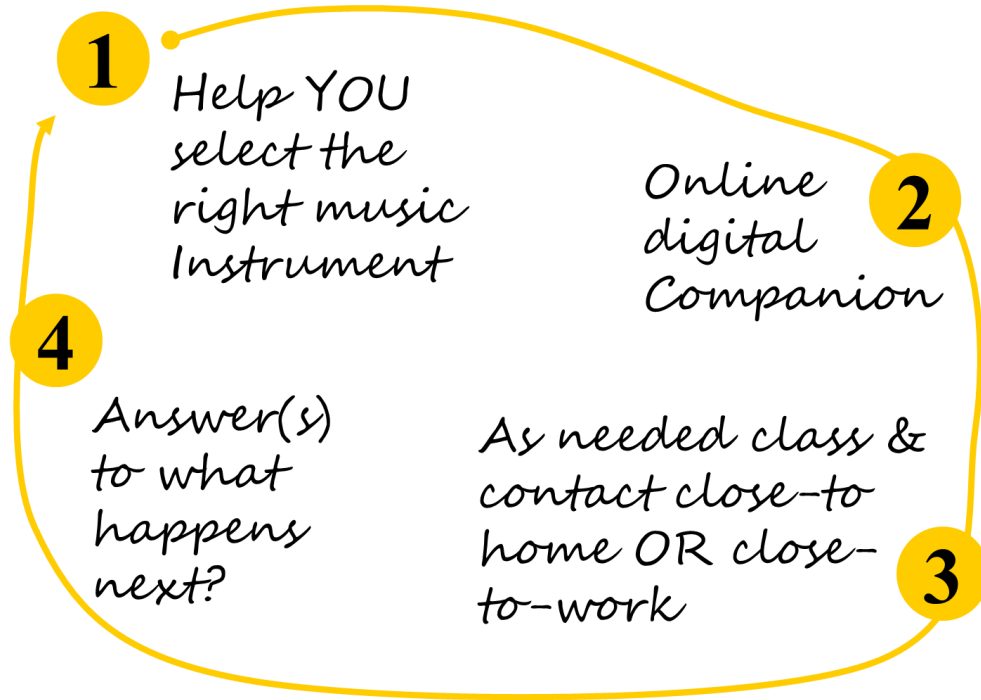 1
Help YOU
select the
right music
Instrument
2
Online
digital
Companion
3
As needed class &
contact close-to
home OR close-
to-work
4
Answer(s)
to what
happens
next?